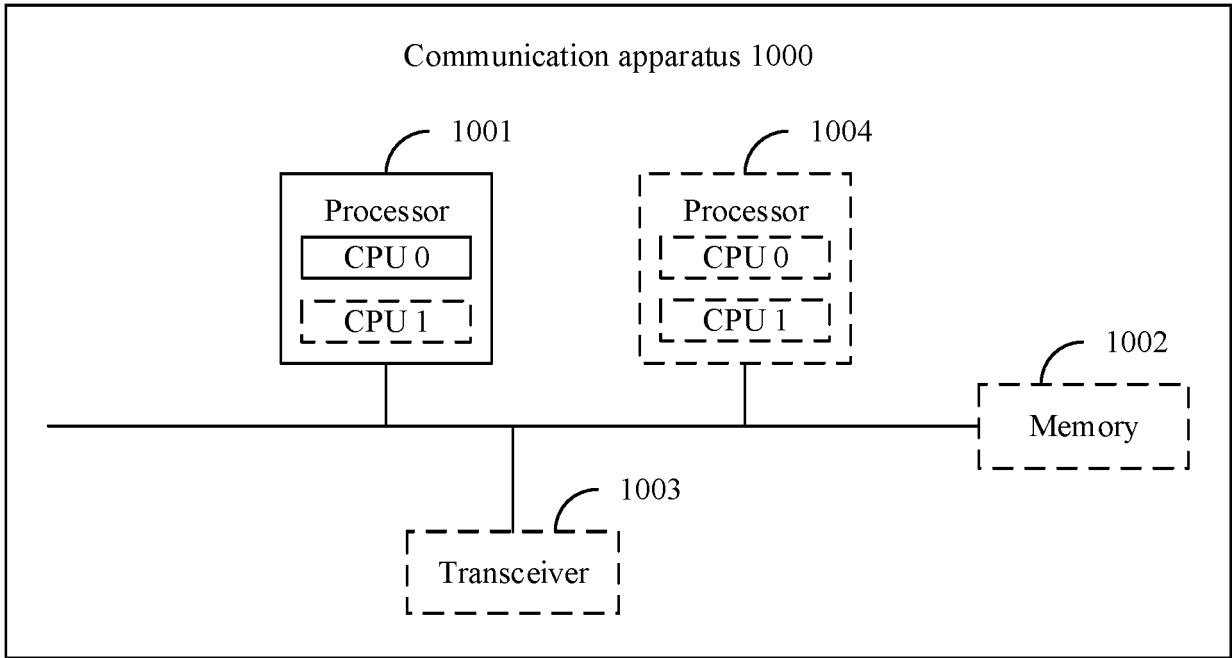 Communication apparatus 1000
1001
1004
Processor
Processor
CPU 0
CPU 0
CPU 1
CPU 1
1002
Memory
1003
Transceiver